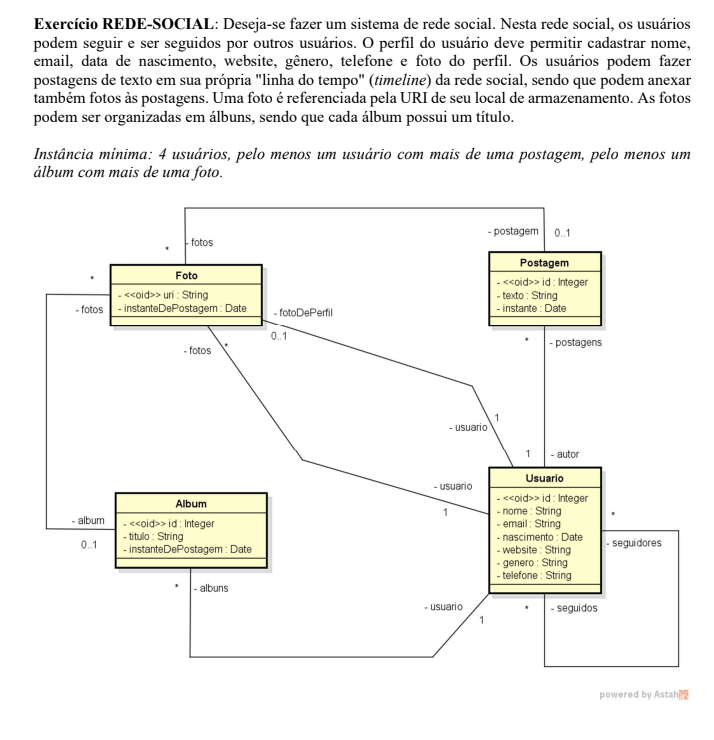 Exercício REDE-SOCIAL: Deseja-se fazer um sistema de rede social. Nesta rede social, os usuários
podem seguir e ser seguidos por outros usuários. O perfil do usuário deve permitir cadastrar nome,
email, data de nascimento, website, gênero, telefone e foto do perfil. Os usuários podem fazer
postagens de texto em sua própria "linha do tempo" (timeline) da rede social, sendo que podem anexar
também fotos às postagens. Uma foto é referenciada pela URI de seu local de armazenamento. As fotos
podem ser organizadas em álbuns, sendo que cada álbum possui um título.
Instância mínima: 4 usuários, pelo menos um usuário com mais de uma postagem, pelo menos um
álbum com mais de uma foto.
- postagem 0..1
* - fotos
Postagem
- <<oid>> id : Integer
- texto : String
- instante : Date
* - postagens
Foto
- <<oid>> uri : String
- instanteDePostagem : Date
*
- fotos
- fotoDePerfil
0..1
- fotos *
1
- usuario
1 - autor
- usuario
1
Usuario
- <<oid>> id : Integer
- nome : String
- email : String
- nascimento : Date
- website : String
- genero : String
- telefone : String
*
- seguidores
* - seguidos
Album
- <<oid>> id : Integer
- titulo : String
- instanteDePostagem : Date
- album
0..1
* - albuns
- usuario
1
powered by Astah